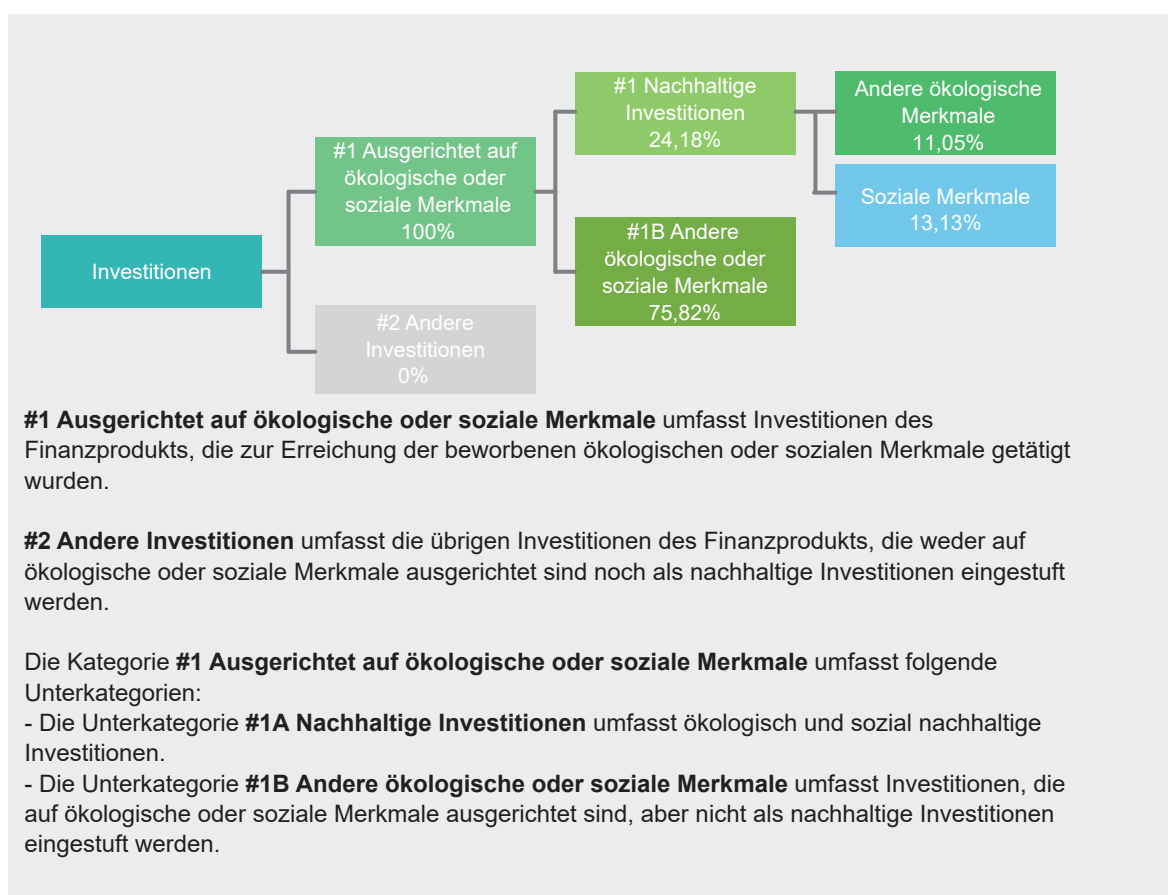 #1 Nachhaltige
Investitionen
24,18%
Andere ökologische
Merkmale
11,05%
#1 Ausgerichtet auf
ökologische oder
soziale Merkmale
100%
Soziale Merkmale
13,13%
#1B Andere
ökologische oder
soziale Merkmale
75,82%
Investitionen
#2 Andere
Investitionen
0%
#1 Ausgerichtet auf ökologische oder soziale Merkmale umfasst Investitionen des
Finanzprodukts, die zur Erreichung der beworbenen ökologischen oder sozialen Merkmale getätigt
wurden.
#2 Andere Investitionen umfasst die übrigen Investitionen des Finanzprodukts, die weder auf
ökologische oder soziale Merkmale ausgerichtet sind noch als nachhaltige Investitionen eingestuft
werden.
Die Kategorie #1 Ausgerichtet auf ökologische oder soziale Merkmale umfasst folgende
Unterkategorien:
- Die Unterkategorie #1A Nachhaltige Investitionen umfasst ökologisch und sozial nachhaltige
Investitionen.
- Die Unterkategorie #1B Andere ökologische oder soziale Merkmale umfasst Investitionen, die
auf ökologische oder soziale Merkmale ausgerichtet sind, aber nicht als nachhaltige Investitionen
eingestuft werden.